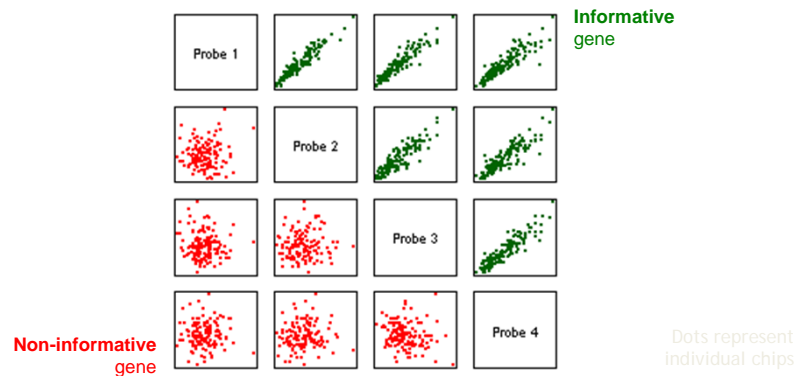 Informative
gene
Probe 1
Probe 2
Probe 3
Probe 4
Non-informative
gene
Dots represent
individual chips